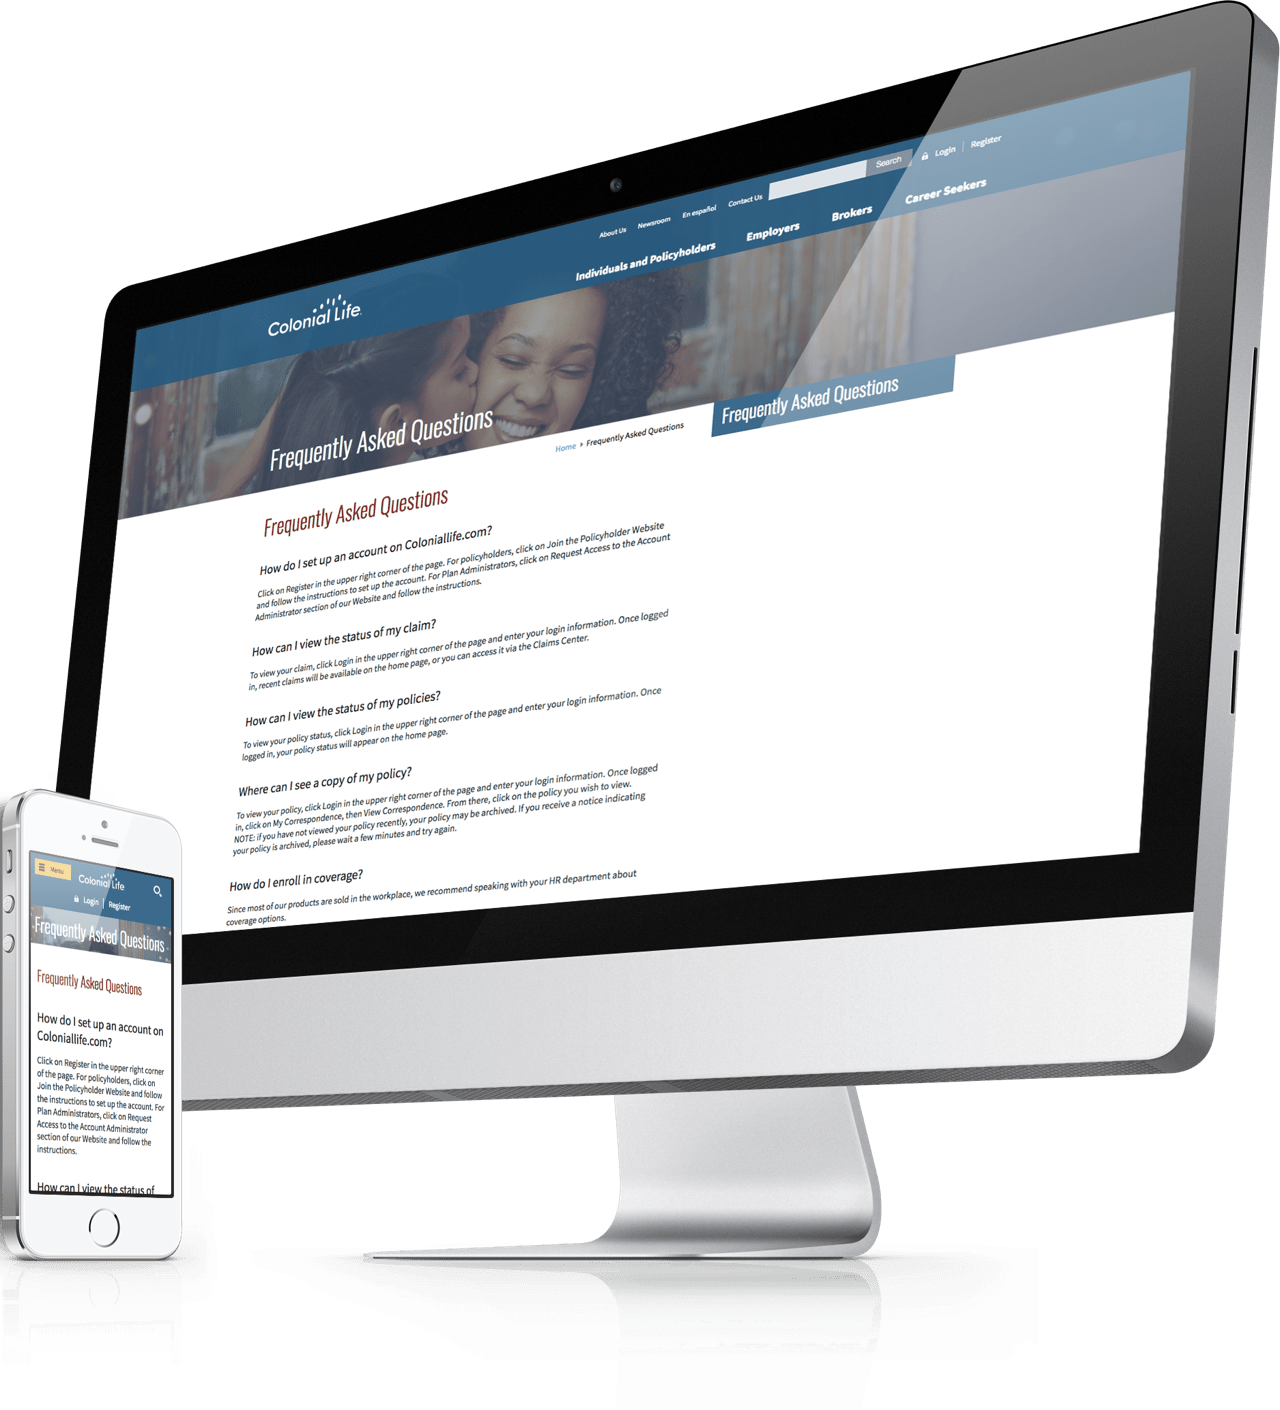 About Us
Newsroom
En español
Contact Us
Search
Login
Register
Colonial Life
Individuals and Policyholders
Employers
Brokers
Career Seekers
Frequently Asked Questions
Home
Frequently Asked Questions
Frequently Asked Questions
Frequently Asked Questions
How do I set up an account on Coloniallife.com?
Click on Register in the upper right corner of the page. For policyholders, click on Join the Policyholder Website
and follow the instructions to set up the account. For Plan Administrators, click on Request Access to the Account
Administrator section of our Website and follow the instructions.
How can I view the status of my claim?
To view your claim, click Login in the upper right corner of the page and enter your login information. Once logged
in, recent claims will be available on the home page, or you can access it via the Claims Center.
How can I view the status of my policies?
To view your policy status, click Login in the upper right corner of the page and enter your login information. Once
logged in, your policy status will appear on the home page.
Where can I see a copy of my policy?
To view your policy, click Login in the upper right corner of the page and enter your login information. Once logged
in, click on My Correspondence, then View Correspondence. From there, click on the policy you wish to view.
NOTE: if you have not viewed your policy recently, your policy may be archived. If you receive a notice indicating
your policy is archived, please wait a few minutes and try again.
How do I enroll in coverage?
Since most of our products are sold in the workplace, we recommend speaking with your HR department about
coverage options.
Menu
Colonial Life
Login
Register
Frequently Asked Questions
Frequently Asked Questions
How do I set up an account on
Coloniallife.com?
Click on Register in the upper right corner
of the page. For policyholders, click on
Join the Policyholder Website and follow
the instructions to set up the account. For
Plan Administrators, click on Request
Access to the Account Administrator
section of our Website and follow the
instructions.
How can I view the status of